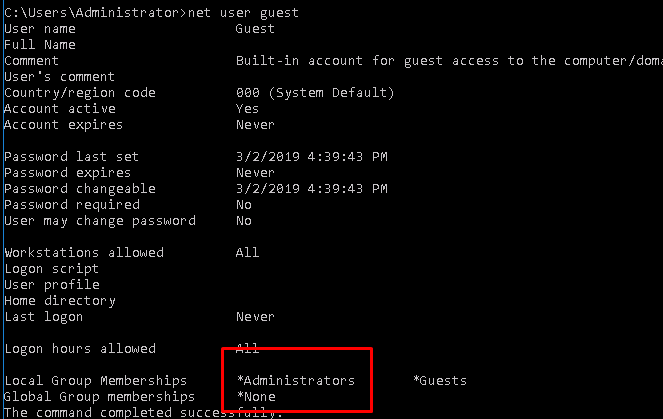 C:\Users\Administrator>net user guest
User name Guest
Full Name
Comment Built-in account for guest access to the computer/doma
User's comment
Country/region code 000 (System Default)
Account active Yes
Account expires Never
Password last set 3/2/2019 4:39:43 PM
Password expires Never
Password changeable 3/2/2019 4:39:43 PM
Password required No
User may change password No
Workstations allowed All
Logon script
User profile
Home directory
Last logon Never
Logon hours allowed All
Local Group Memberships *Administrators *Guests
Global Group memberships *None
The command completed successfully.